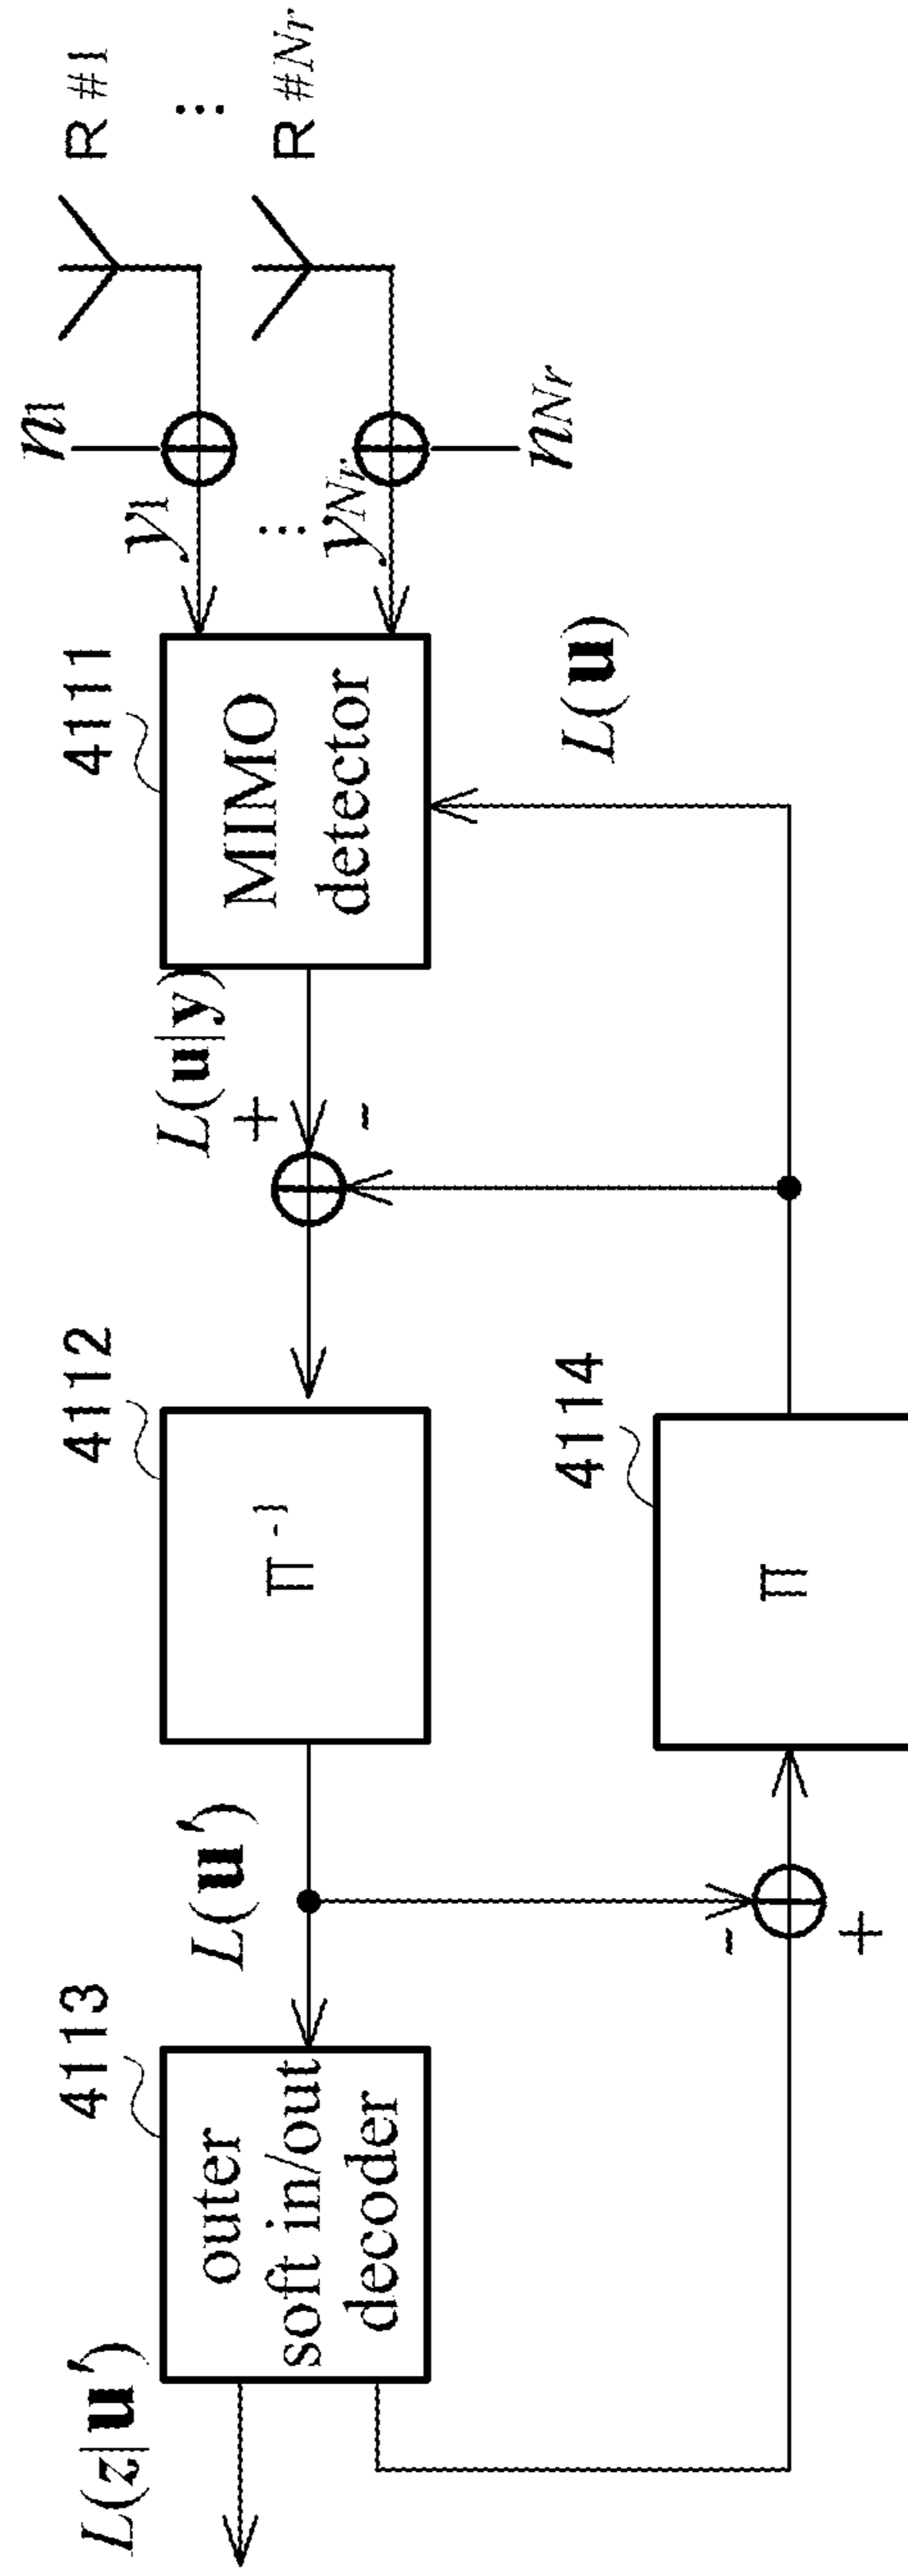 R #1
⋮
R #Nr
n1
nNr
y1
⋮
yNr
4111
MIMO
detector
L(u)
L(u|y)
+
-
4112
Π⁻¹
4114
Π
L(u′)
-
+
4113
outer
soft in/out
decoder
L(z|u′)